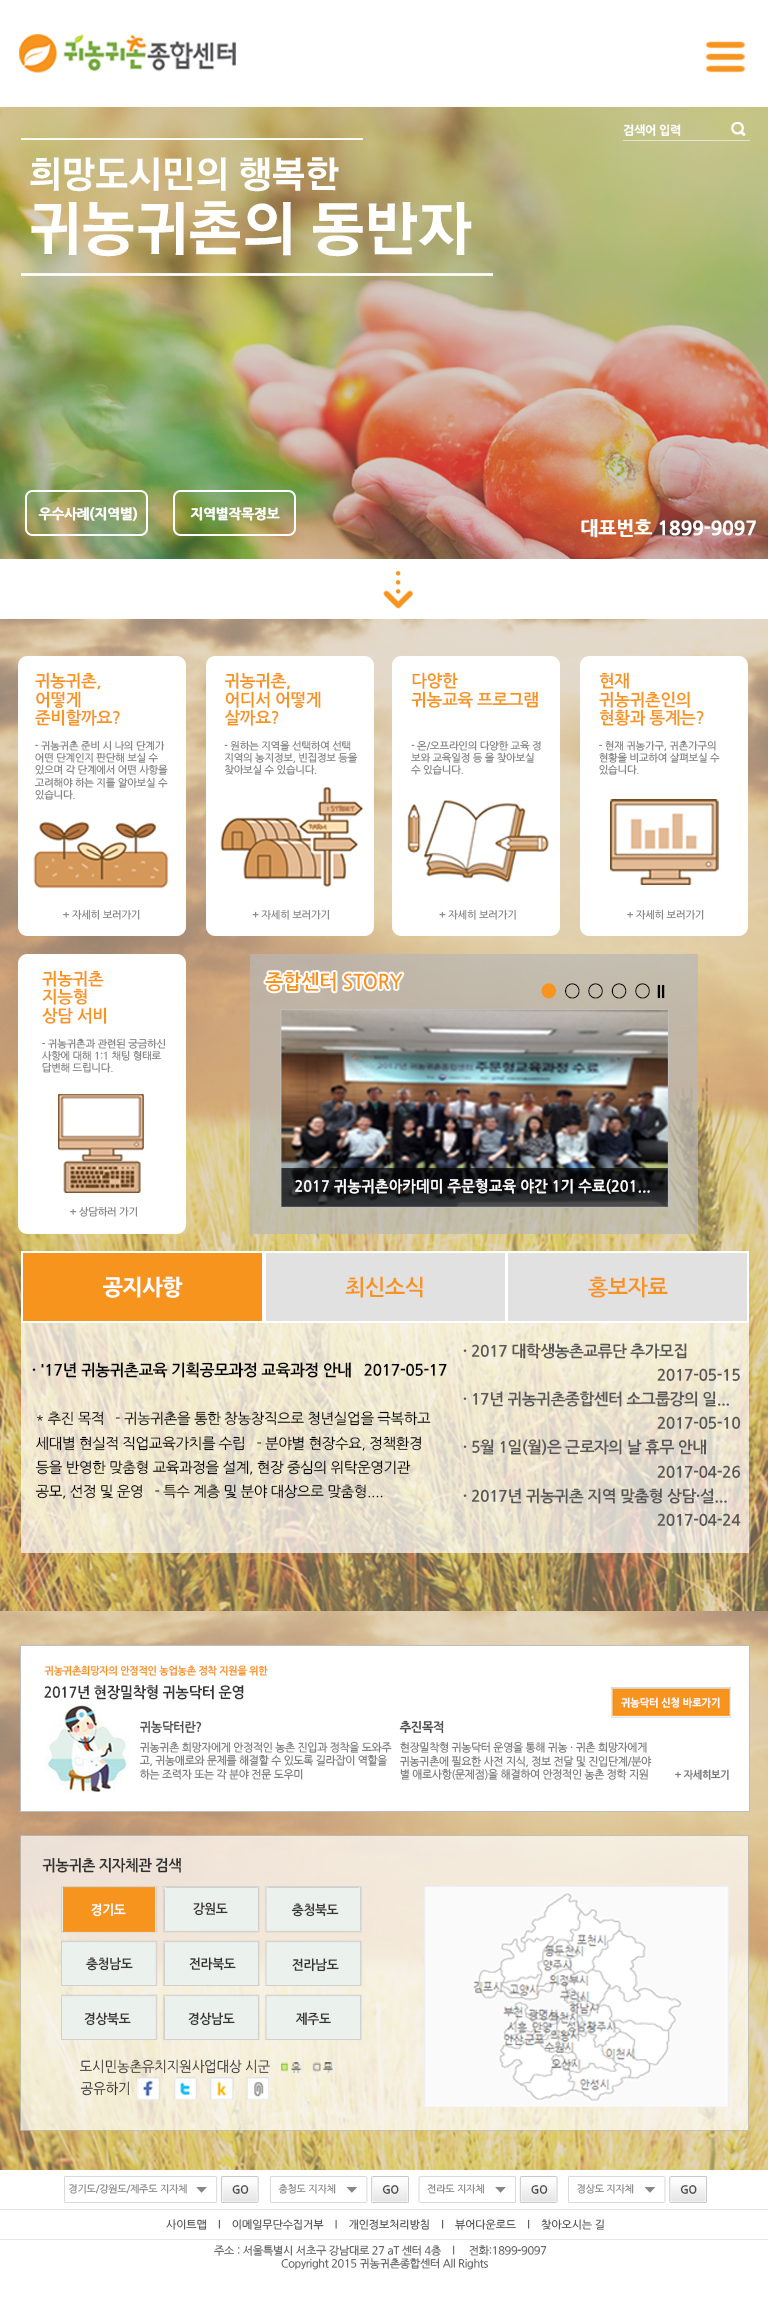 귀농귀촌종합센터
검색어 입력
희망도시민의 행복한
귀농귀촌의 동반자
우수사례(지역별)
지역별작목정보
대표번호 1899-9097
귀농귀촌,
어떻게
준비할까요?
- 귀농귀촌 준비 시 나의 단계가
어떤 단계인지 판단해 보실 수
있으며 각 단계에서 어떤 사항을
고려해야 하는 지를 알아보실 수
있습니다.
+ 자세히 보러가기
귀농귀촌,
어디서 어떻게
살까요?
- 원하는 지역을 선택하여 선택
지역의 농지정보, 빈집정보 등을
찾아보실 수 있습니다.
I STREET
FARM
+ 자세히 보러가기
다양한
귀농교육 프로그램
- 온/오프라인의 다양한 교육 정
보와 교육일정 등 을 찾아보실
수 있습니다.
+ 자세히 보러가기
현재
귀농귀촌인의
현황과 통계는?
- 현재 귀농가구, 귀촌가구의
현황을 비교하여 살펴보실 수
있습니다.
+ 자세히 보러가기
귀농귀촌
지능형
상담 서비
- 귀농귀촌과 관련된 궁금하신
사항에 대해 1:1 채팅 형태로
답변해 드립니다.
+ 상담하러 가기
종합센터 STORY
2017년 귀농귀촌종합센터 주문형교육과정 수료
2017 귀농귀촌아카데미 주문형교육 야간 1기 수료(201...
공지사항
최신소식
홍보자료
· '17년 귀농귀촌교육 기획공모과정 교육과정 안내 2017-05-17
* 추진 목적 - 귀농귀촌을 통한 창농창직으로 청년실업을 극복하고
세대별 현실적 직업교육가치를 수립 - 분야별 현장수요, 정책환경
등을 반영한 맞춤형 교육과정을 설계, 현장 중심의 위탁운영기관
공모, 선정 및 운영 - 특수 계층 및 분야 대상으로 맞춤형....
· 2017 대학생농촌교류단 추가모집
2017-05-15
· 17년 귀농귀촌종합센터 소그룹강의 일...
2017-05-10
· 5월 1일(월)은 근로자의 날 휴무 안내
2017-04-26
· 2017년 귀농귀촌 지역 맞춤형 상담·설...
2017-04-24
귀농귀촌희망자의 안정적인 농업농촌 정착 지원을 위한
2017년 현장밀착형 귀농닥터 운영
귀농닥터 신청 바로가기
귀농닥터란?
귀농귀촌 희망자에게 안정적인 농촌 진입과 정착을 도와주
고, 귀농애로와 문제를 해결할 수 있도록 길라잡이 역할을
하는 조력자 또는 각 분야 전문 도우미
추진목적
현장밀착형 귀농닥터 운영을 통해 귀농 · 귀촌 희망자에게
귀농귀촌에 필요한 사전 지식, 정보 전달 및 진입단계/분야
별 애로사항(문제점)을 해결하여 안정적인 농촌 정학 지원
+ 자세히보기
귀농귀촌 지자체관 검색
경기도
강원도
충청북도
충청남도
전라북도
전라남도
경상북도
경상남도
제주도
도시민농촌유치지원사업대상 시군
공유하기
포천시
동두천시
양주시
의정부시
김포시
고양시
구리시
하남시
부천
광명시
과천시
성남시
광주시
시흥
안양
안산
군포
의왕시
수원시
이천시
오산시
안성시
경기도/강원도/제주도 지자체 GO 충청도 지자체 GO 전라도 지자체 GO 경상도 지자체 GO
사이트맵 I 이메일무단수집거부 I 개인정보처리방침 I 뷰어다운로드 I 찾아오시는 길
주소 : 서울특별시 서초구 강남대로 27 aT 센터 4층 I 전화:1899-9097
Copyright 2015 귀농귀촌종합센터 All Rights